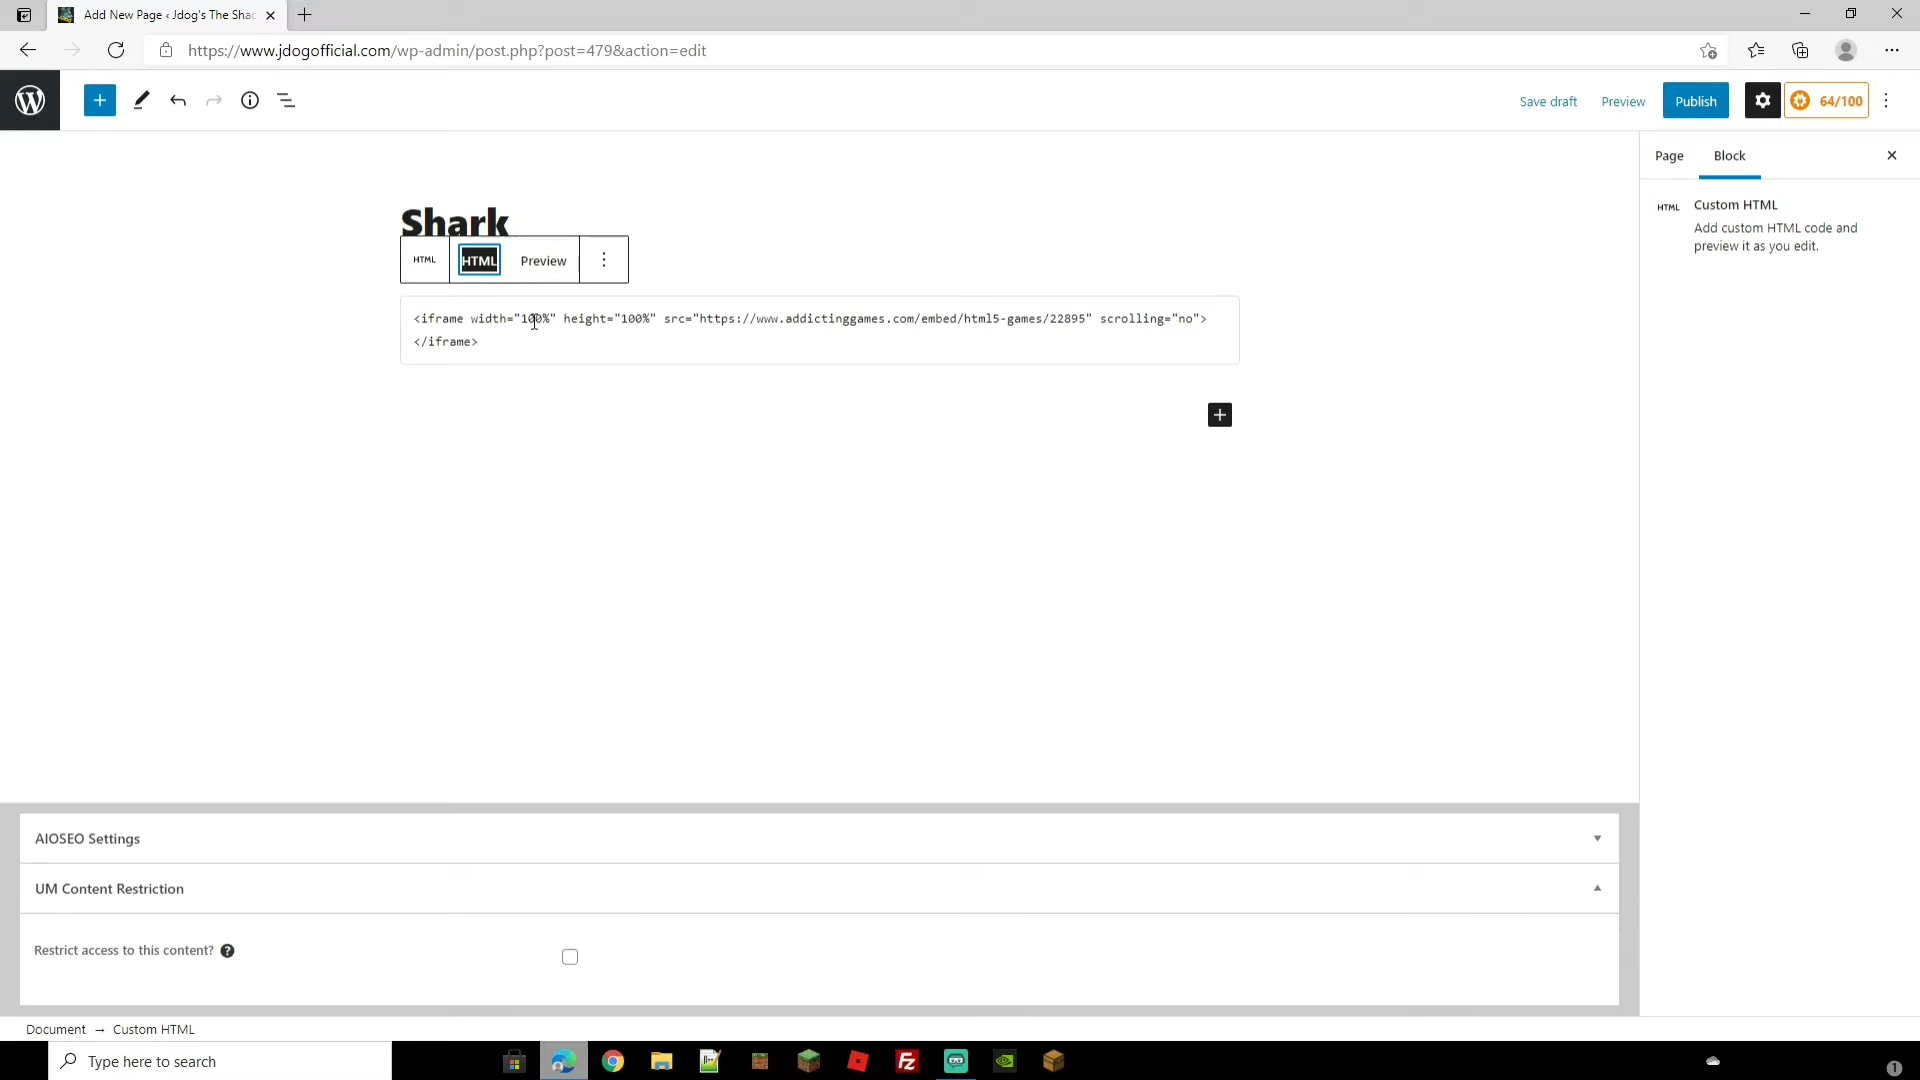 Add New Page ‹ Jdog's The Shac
https://www.jdogofficial.com/wp-admin/post.php?post=479&action=edit
Save draft
Preview
Publish
64/100
Page
Block
HTML
Custom HTML
Add custom HTML code and
preview it as you edit.
Shark
HTML
HTML
Preview
<iframe width="100%" height="100%" src="https://www.addictinggames.com/embed/html5-games/22895" scrolling="no">
</iframe>
AIOSEO Settings
UM Content Restriction
Restrict access to this content?
Document → Custom HTML
Type here to search
1